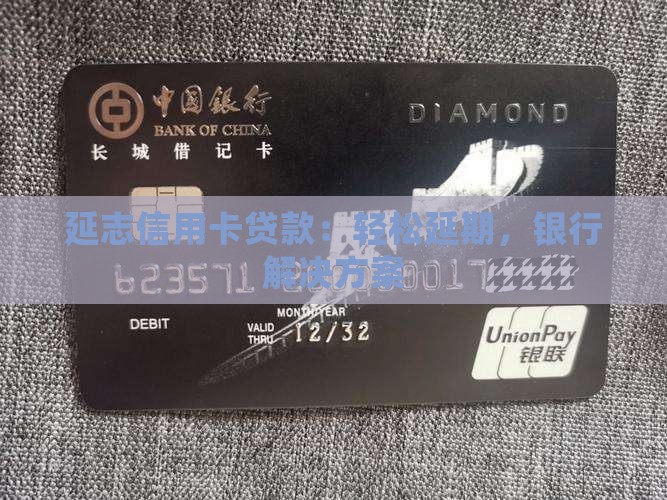 中国銀行
BANK OF CHINA
长城借记卡
DIAMOND
延志信用卡贷款：轻松延期，银行
解决方案
623571
DEBIT
MONTH/YEAR
VALID THRU 12/32
UnionPay
银联